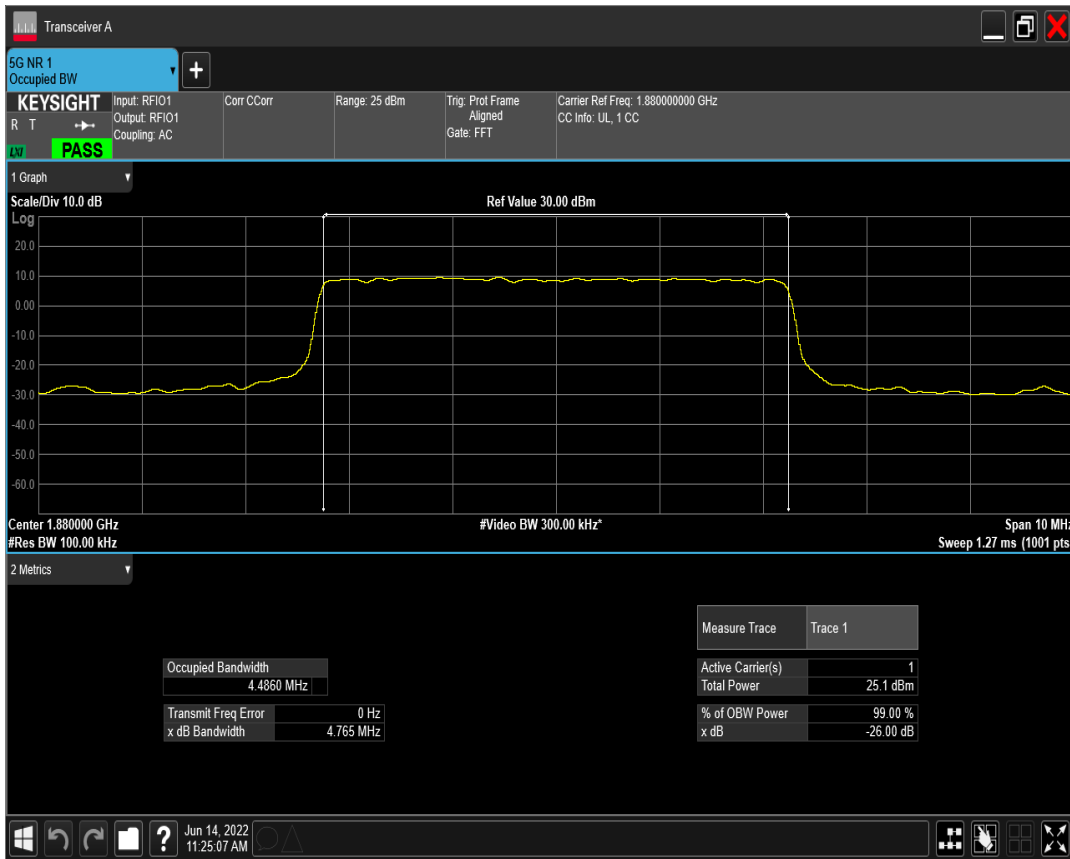 Transceiver A
5G NR 1
Occupied BW
KEYSIGHT
R T
LXI
PASS
Input: RFIO1
Output: RFIO1
Coupling: AC
Corr CCorr
Range: 25 dBm
Trig: Prot Frame
Aligned
Gate: FFT
Carrier Ref Freq: 1.880000000 GHz
CC Info: UL, 1 CC
1 Graph
Scale/Div 10.0 dB
Ref Value 30.00 dBm
Log
20.0
10.0
0.00
-10.0
-20.0
-30.0
-40.0
-50.0
-60.0
Center 1.880000 GHz
#Video BW 300.00 kHz*
Span 10 MHz
#Res BW 100.00 kHz
Sweep 1.27 ms (1001 pts
2 Metrics
Measure Trace Trace 1
Occupied Bandwidth
4.4860 MHz
Active Carrier(s) 1
Total Power 25.1 dBm
Transmit Freq Error 0 Hz
x dB Bandwidth 4.765 MHz
% of OBW Power 99.00 %
x dB -26.00 dB
?
Jun 14, 2022
11:25:07 AM